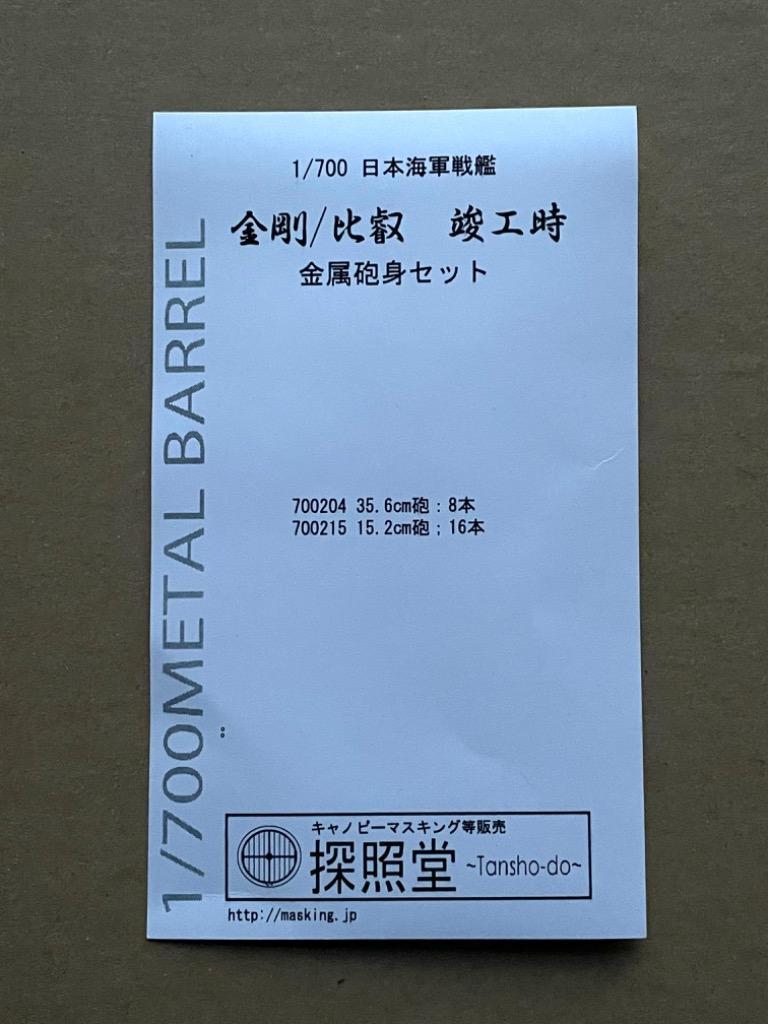 1/700 日本海軍戦艦
金剛/比叡　竣工時
金属砲身セット
700204 35.6cm砲：8本
700215 15.2cm砲；16本
1/700METAL BARREL
キャノピーマスキング等販売
探照堂 ~Tansho-do~
http://masking.jp